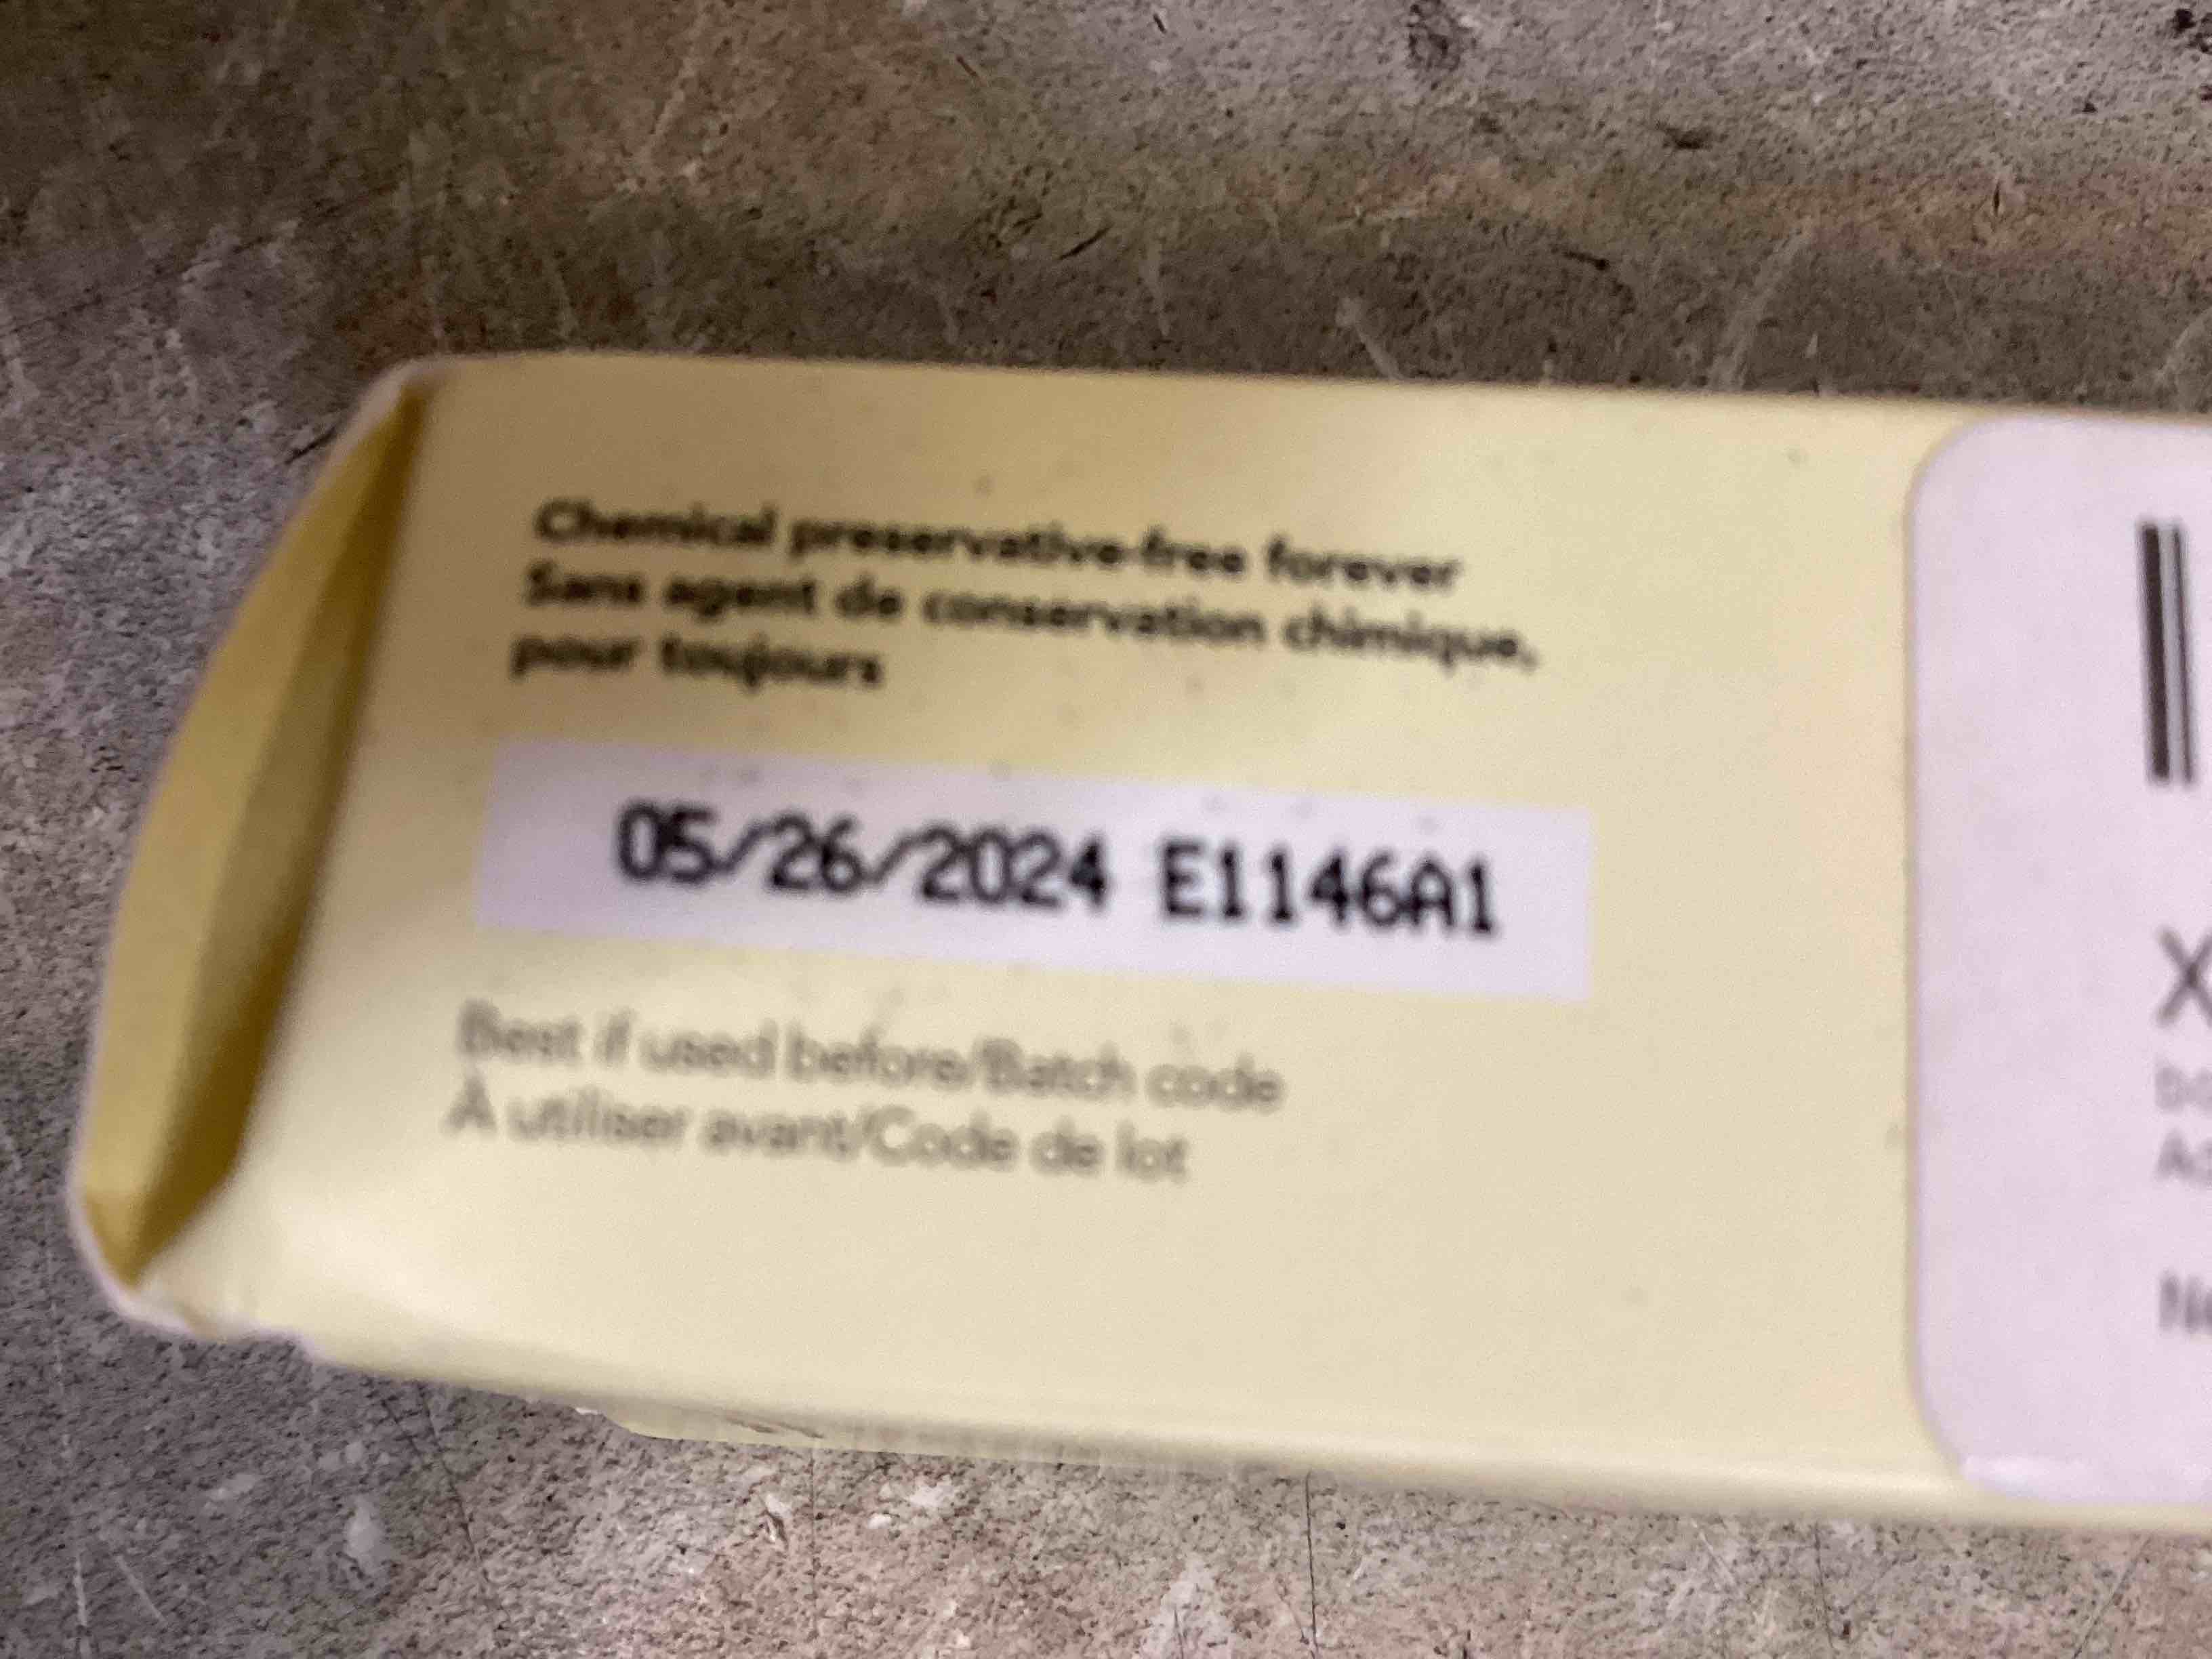 Chemical preservative-free forever
Sans agent de conservation chimique,
pour toujours
05/26/2024 E1146A1
Best if used before/Batch code
À utiliser avant/Code de lot
X